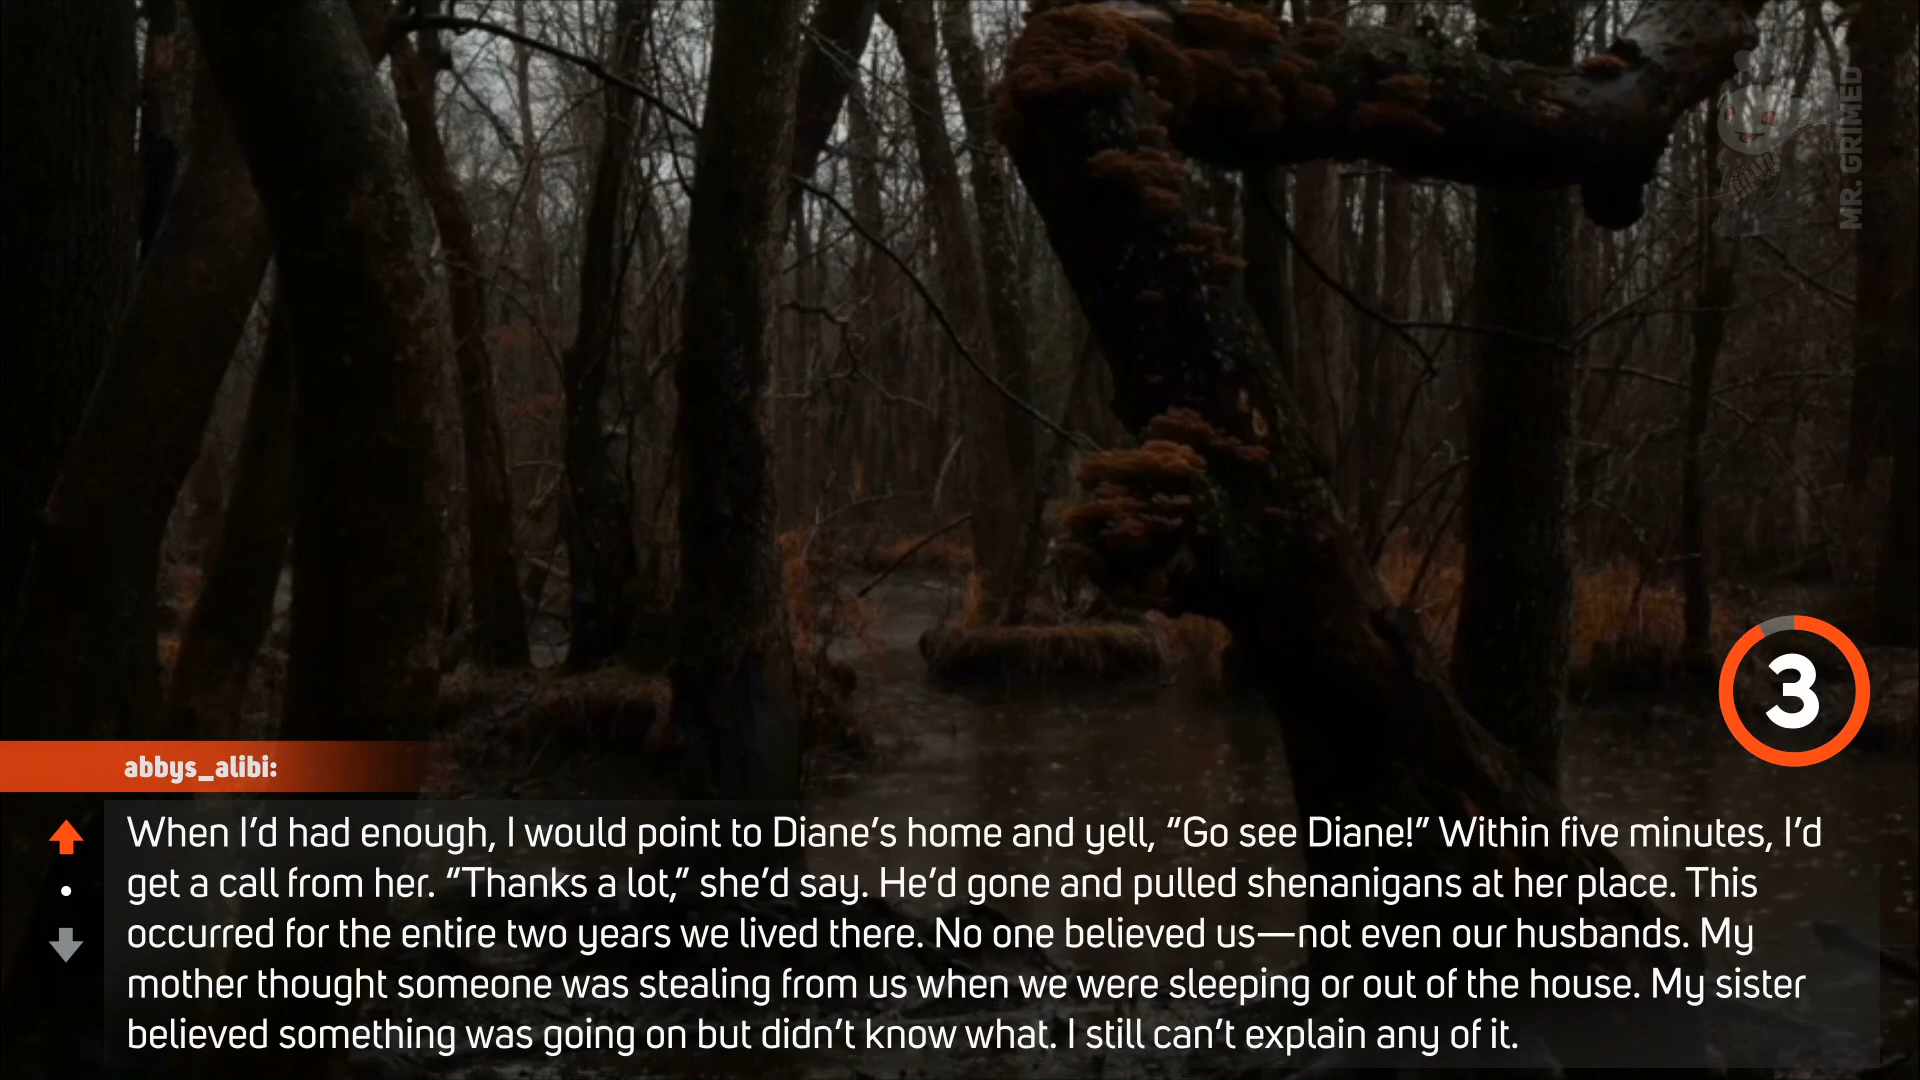 MR. GRIMED
3
abbys_alibi:
When I’d had enough, I would point to Diane’s home and yell, “Go see Diane!” Within five minutes, I’d
get a call from her. “Thanks a lot,” she’d say. He’d gone and pulled shenanigans at her place. This
occurred for the entire two years we lived there. No one believed us—not even our husbands. My
mother thought someone was stealing from us when we were sleeping or out of the house. My sister
believed something was going on but didn’t know what. I still can’t explain any of it.